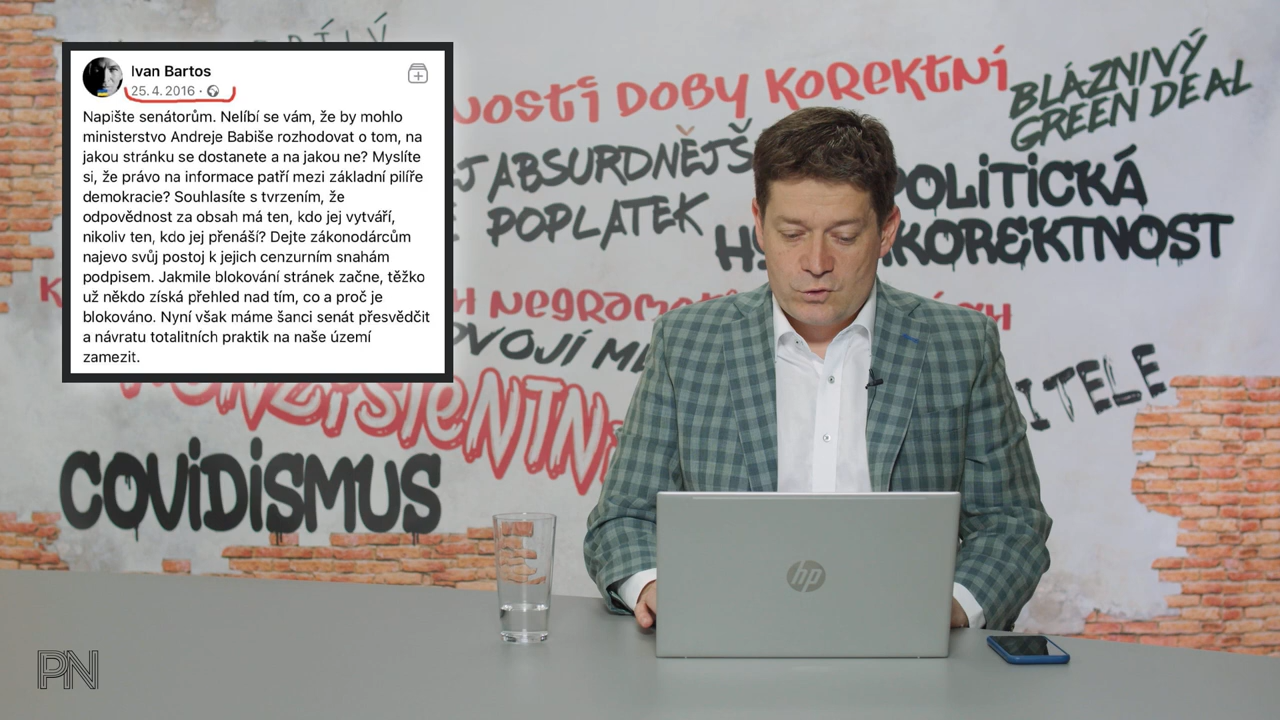 Ivan Bartos
25. 4. 2016 ·
Napište senátorům. Nelíbí se vám, že by mohlo
ministerstvo Andreje Babiše rozhodovat o tom, na
jakou stránku se dostanete a na jakou ne? Myslíte
si, že právo na informace patří mezi základní pilíře
demokracie? Souhlasíte s tvrzením, že
odpovědnost za obsah má ten, kdo jej vytváří,
nikoliv ten, kdo jej přenáší? Dejte zákonodárcům
najevo svůj postoj k jejich cenzurním snahám
podpisem. Jakmile blokování stránek začne, těžko
už někdo získá přehled nad tím, co a proč je
blokováno. Nyní však máme šanci senát přesvědčit
a návratu totalitních praktik na naše území
zamezit.
NOSTI DOBY KOREKTNÍ
BLÁZNIVÝ
GREEN DEAL
ABSURDNĚJŠ
POPLATEK
POLITICKÁ
KOREKTNOST
VOJÍ
ITELE
COVIDISMUS
hp
PN